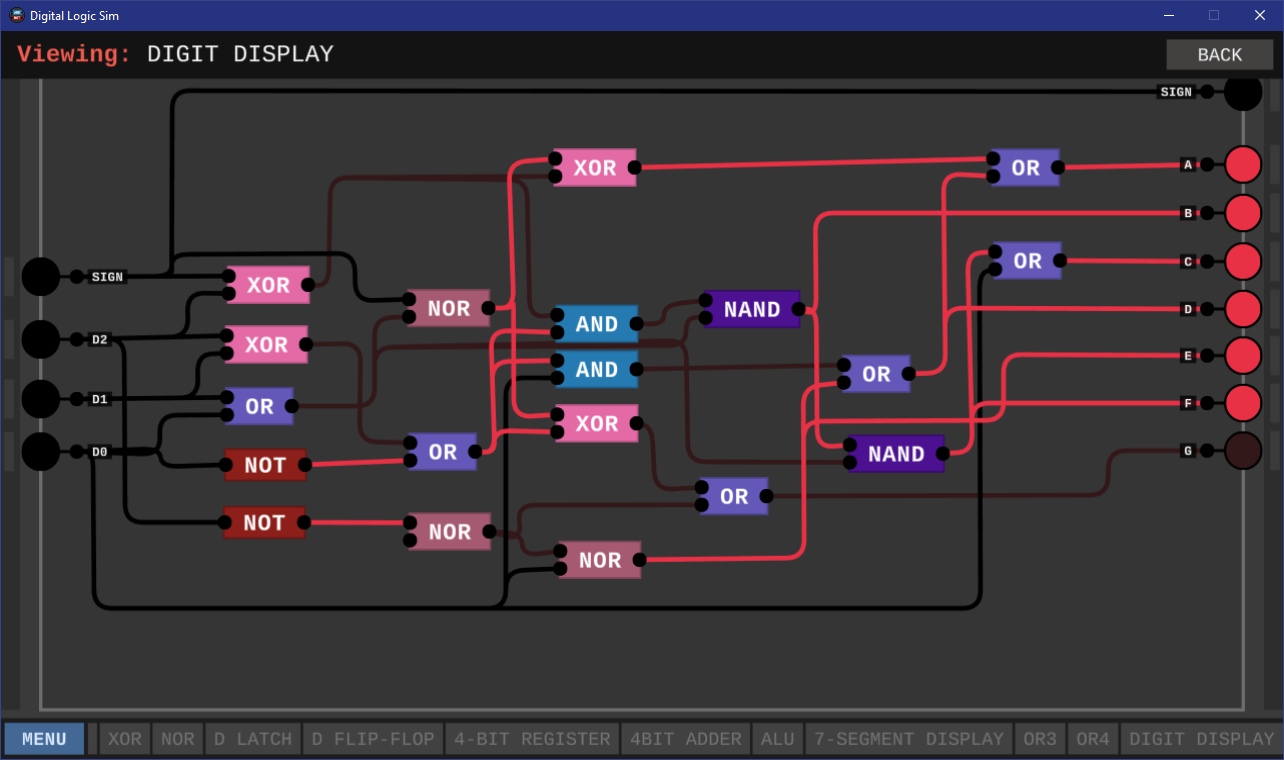 Digital Logic Sim
Viewing: DIGIT DISPLAY
BACK
SIGN
XOR
OR
A
B
SIGN
XOR
OR
C
NOR
AND
NAND
D
D2
XOR
E
AND
OR
D1
OR
F
XOR
D0
OR
NAND
G
NOT
OR
NOT
NOR
NOR
MENU XOR NOR D LATCH D FLIP-FLOP 4-BIT REGISTER 4BIT ADDER ALU 7-SEGMENT DISPLAY OR3 OR4 DIGIT DISPLAY